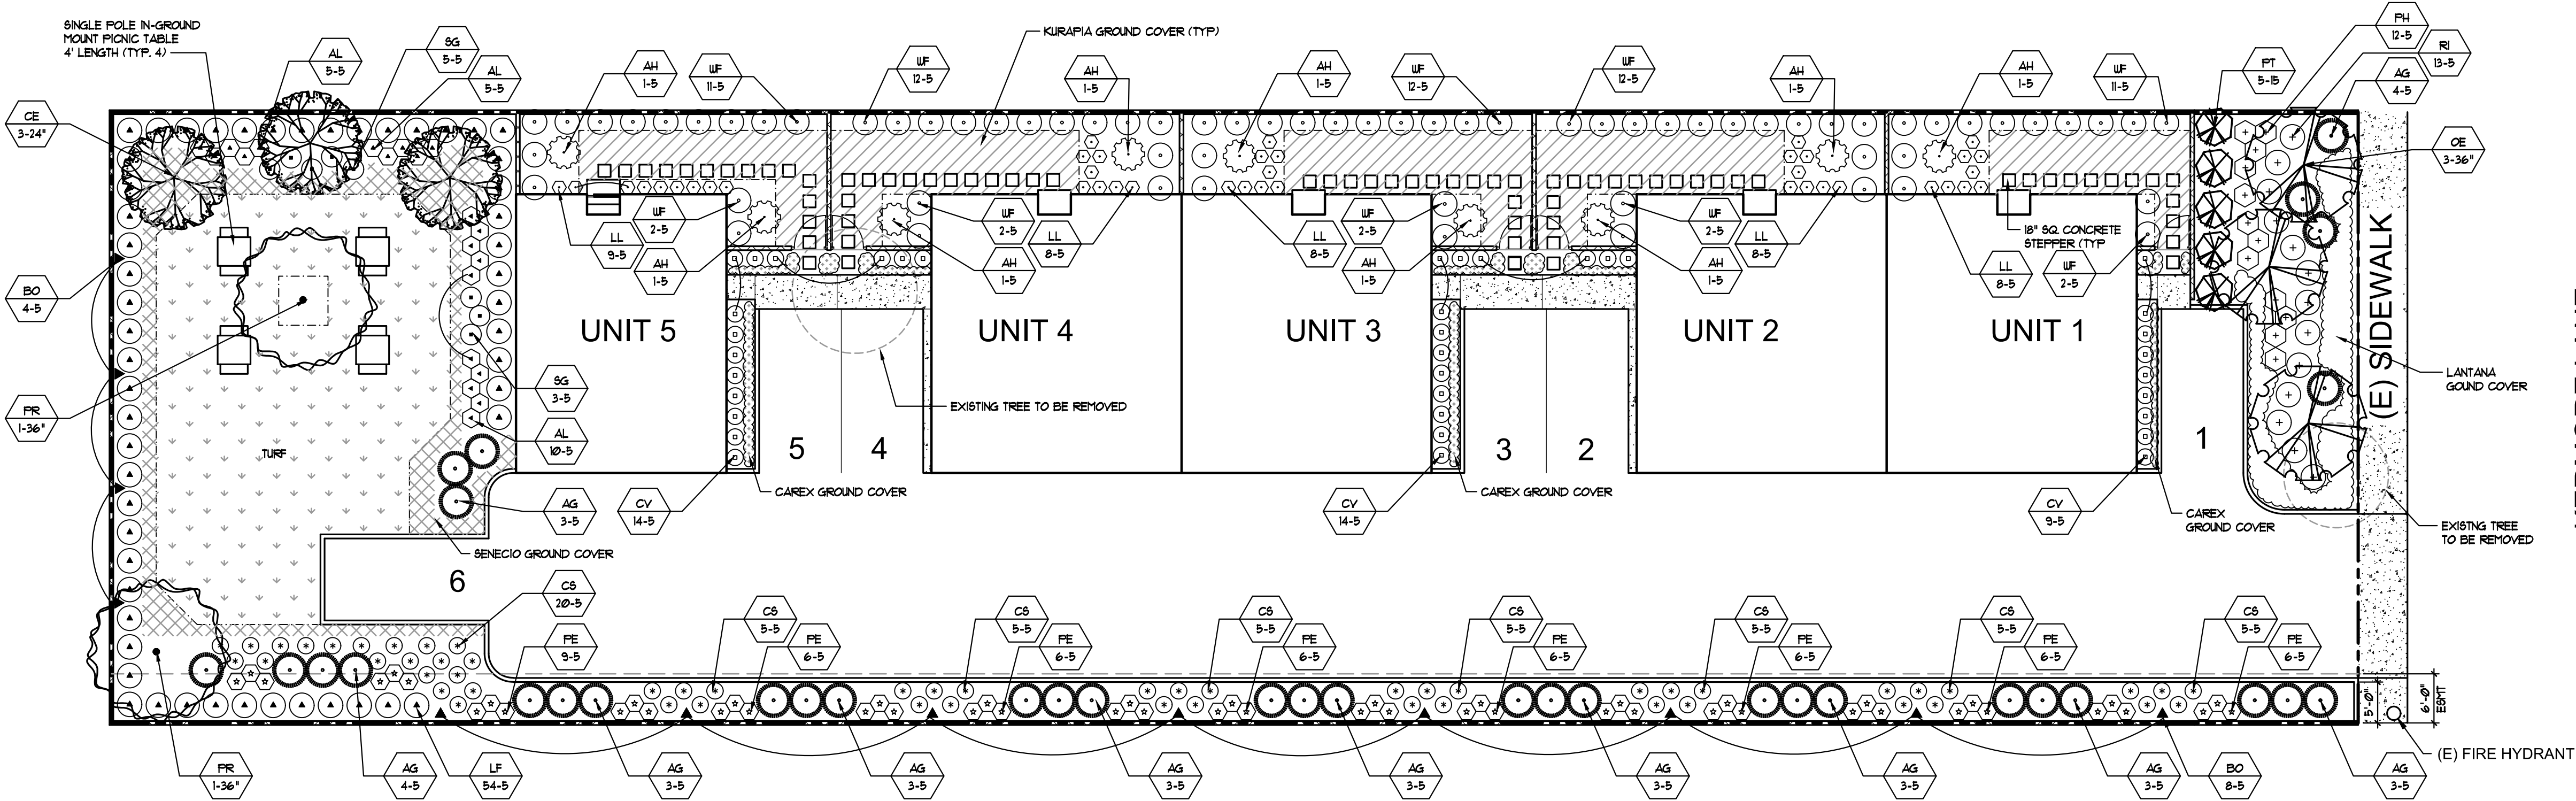 SINGLE POLE IN-GROUND
MOUNT PICNIC TABLE
4' LENGTH (TYP. 4)
AL
5-5
SG
5-5
AL
5-5
AH
1-5
WF
11-5
WF
12-5
KURAPIA GROUND COVER (TYP)
AH
1-5
AH
1-5
WF
12-5
WF
12-5
AH
1-5
AH
1-5
WF
11-5
PT
5-15
PH
12-5
RI
13-5
AG
4-5
CE
3-24"
OE
3-36"
LL
9-5
WF
2-5
AH
1-5
WF
2-5
AH
1-5
LL
8-5
LL
8-5
WF
2-5
AH
1-5
WF
2-5
AH
1-5
LL
8-5
18" SQ. CONCRETE
STEPPER (TYP
LL
8-5
WF
2-5
BO
4-5
UNIT 5
UNIT 4
UNIT 3
UNIT 2
UNIT 1
(E) SIDEWALK
LANTANA
GOUND COVER
SG
3-5
EXISTING TREE TO BE REMOVED
PR
1-36"
AL
10-5
TURF
5
4
3
2
1
AG
3-5
CV
14-5
CAREX GROUND COVER
CV
14-5
CAREX GROUND COVER
CV
9-5
CAREX
GROUND COVER
EXISTNG TREE
TO BE REMOVED
SENECIO GROUND COVER
6
CS
20-5
PE
9-5
CS
5-5
PE
6-5
CS
5-5
PE
6-5
CS
5-5
PE
6-5
CS
5-5
PE
6-5
CS
5-5
PE
6-5
CS
5-5
PE
6-5
CS
5-5
PE
6-5
5'-0"
6'-0"
ESMT
(E) FIRE HYDRANT
PR
1-36"
AG
4-5
LF
54-5
AG
3-5
AG
3-5
AG
3-5
AG
3-5
AG
3-5
AG
3-5
AG
3-5
BO
8-5
AG
3-5